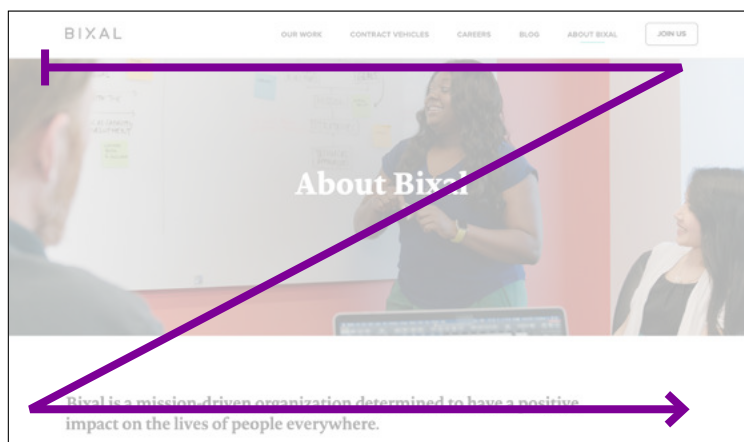 BIXAL
OUR WORK CONTRACT VEHICLES CAREERS BLOG ABOUT BIXAL JOIN US
About Bixal
Bixal is a mission-driven organization determined to have a positive
impact on the lives of people everywhere.